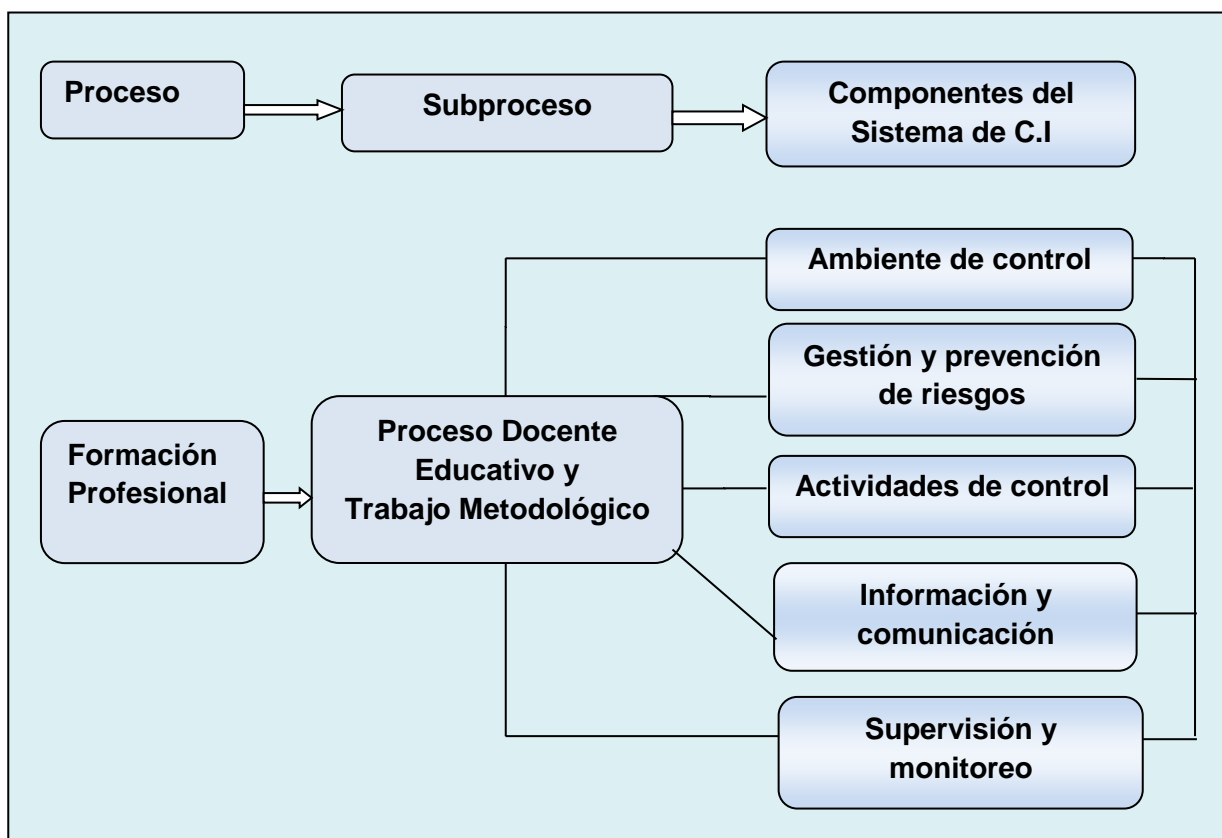 Proceso
Subproceso
Componentes del
Sistema de C.I
Ambiente de control
Gestión y prevención
de riesgos
Formación
Profesional
Proceso Docente
Educativo y
Trabajo Metodológico
Actividades de control
Información y
comunicación
Supervisión y
monitoreo